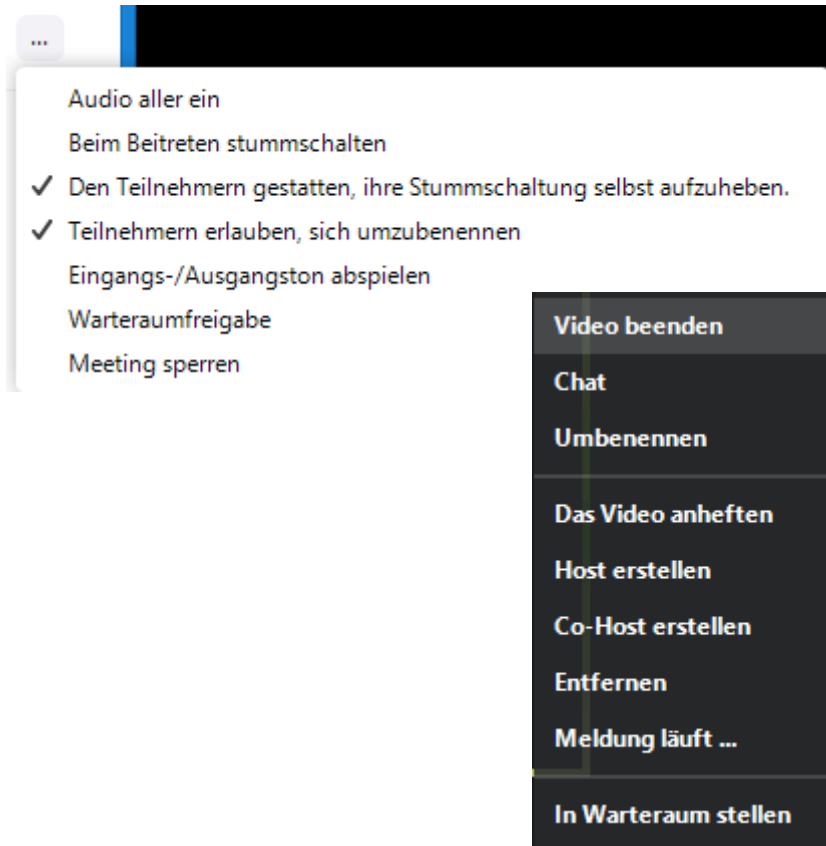 ...
Audio aller ein
Beim Beitreten stummschalten
✓ Den Teilnehmern gestatten, ihre Stummschaltung selbst aufzuheben.
✓ Teilnehmern erlauben, sich umzubenennen
Eingangs-/Ausgangston abspielen
Warteraumfreigabe
Meeting sperren
Video beenden
Chat
Umbenennen
Das Video anheften
Host erstellen
Co-Host erstellen
Entfernen
Meldung läuft ...
In Warteraum stellen